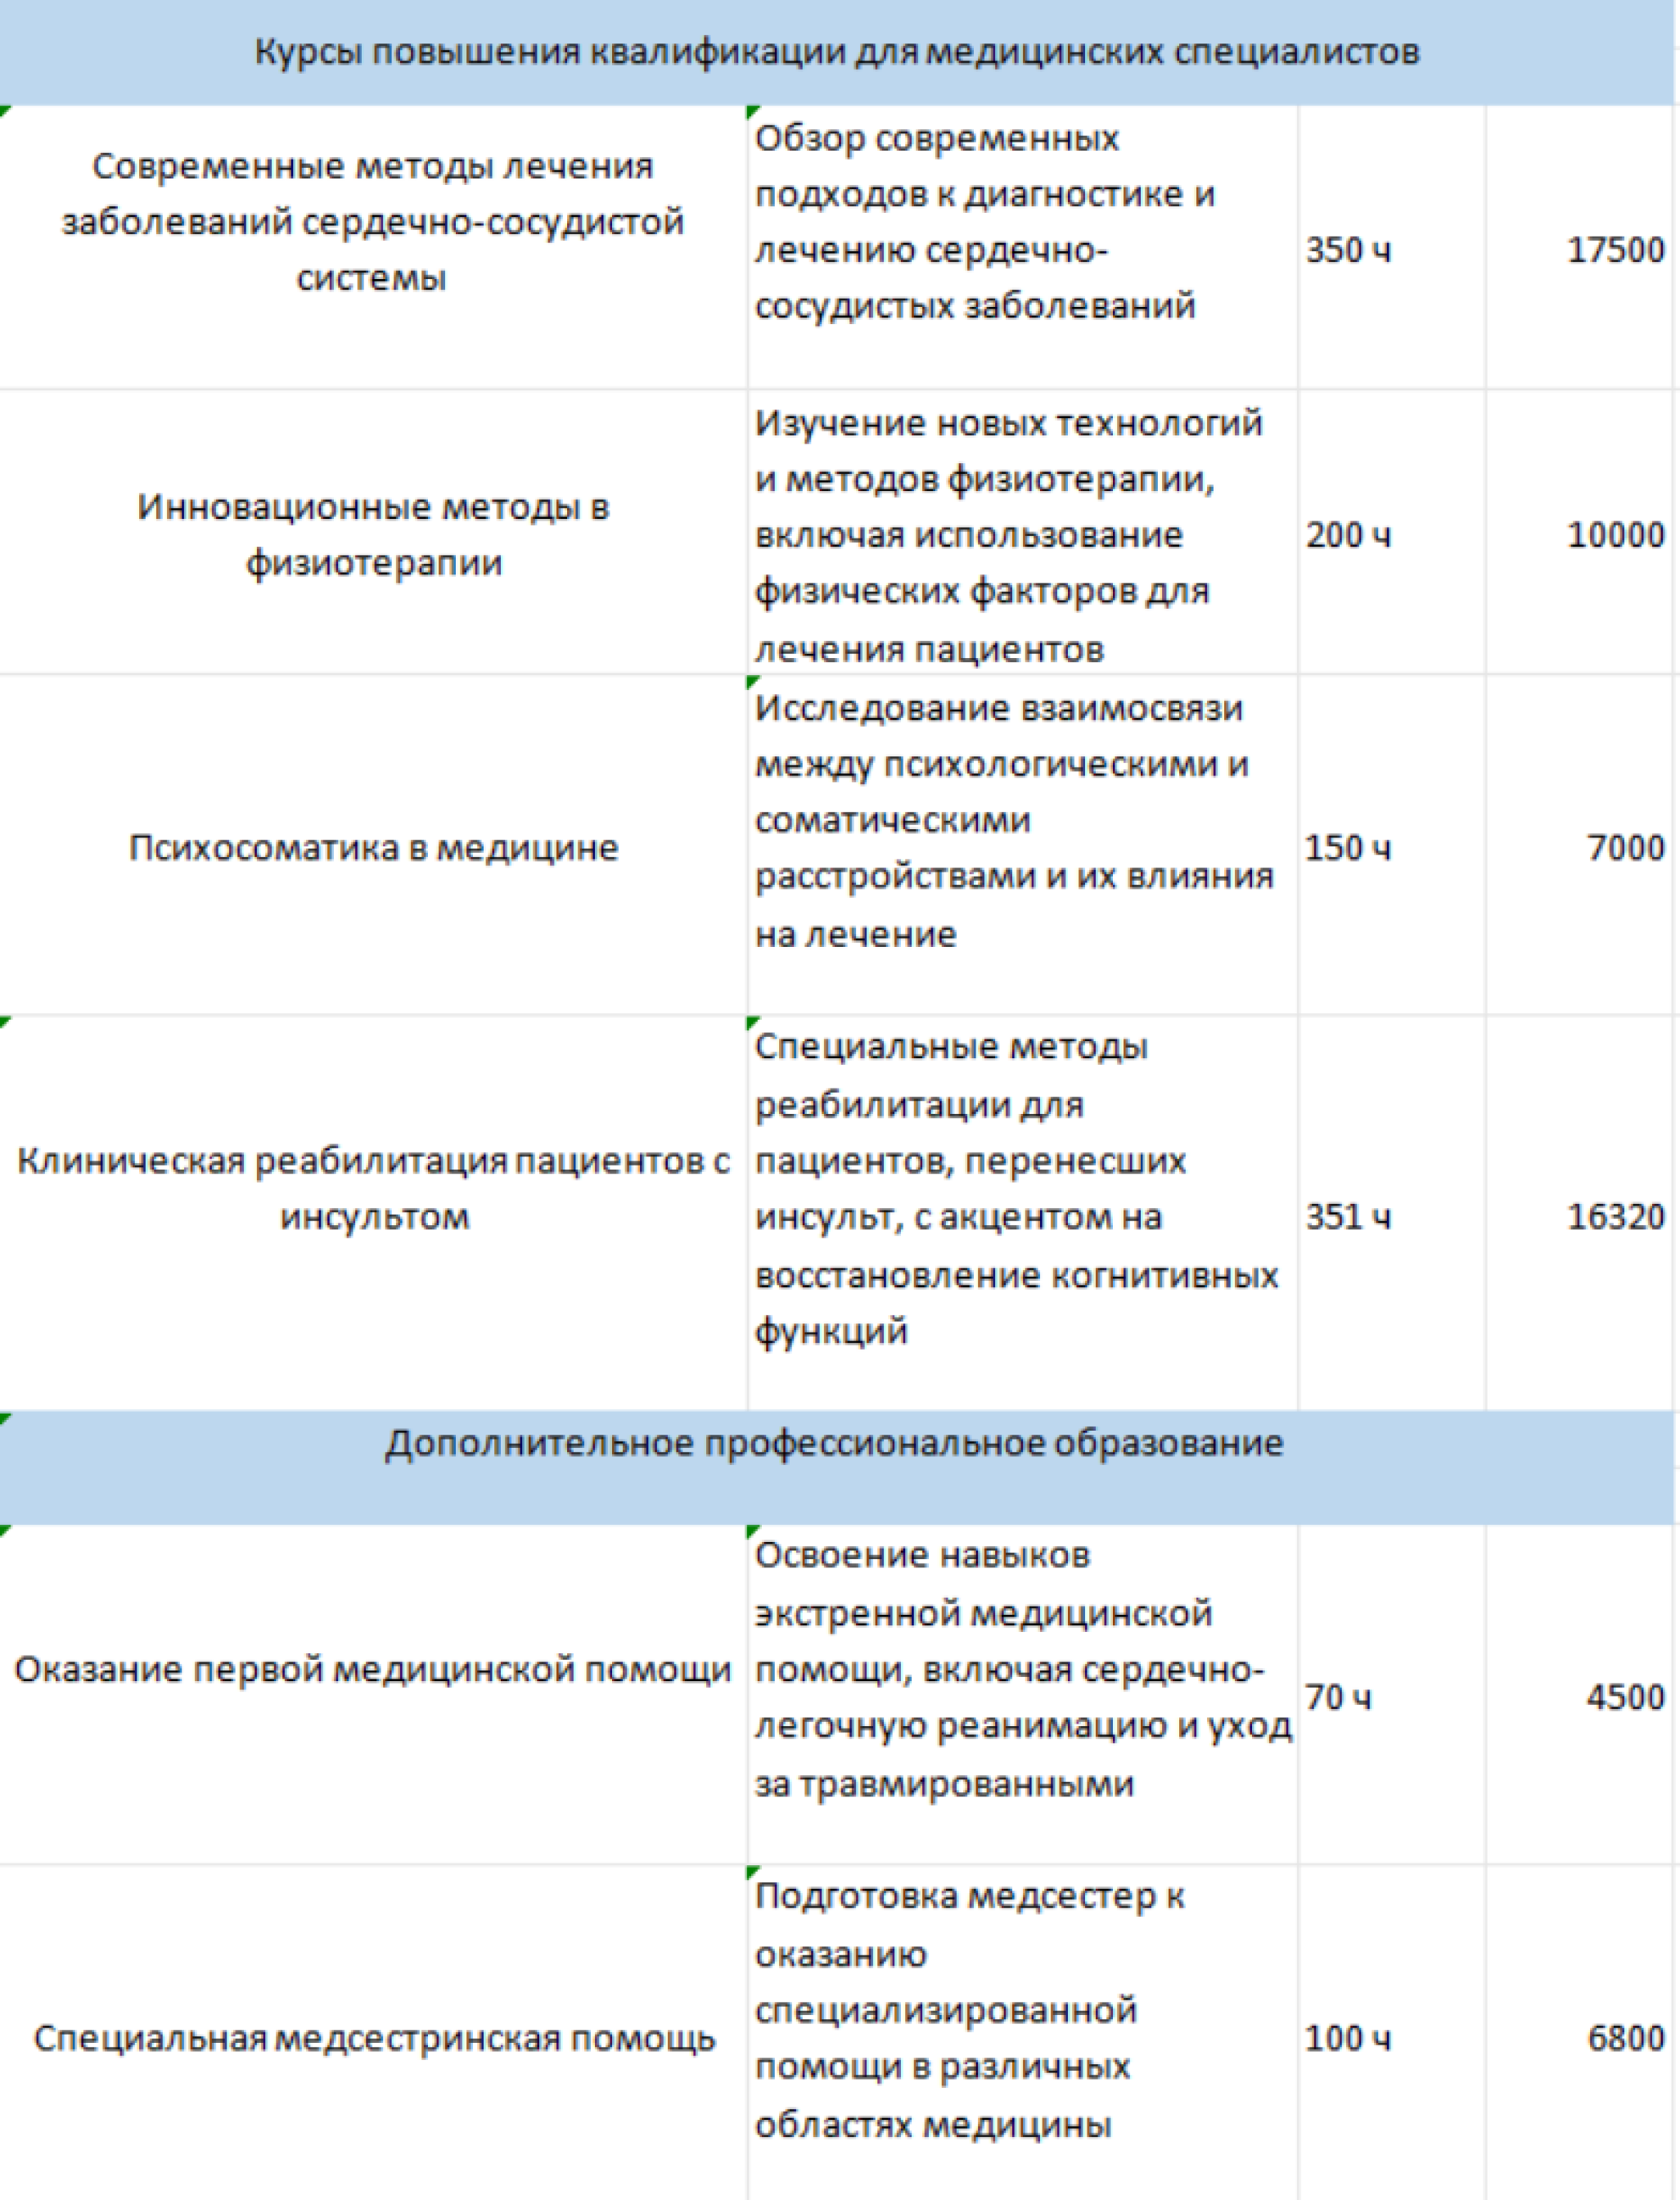 Курсы повышения квалификации для медицинских специалистов
Современные методы лечения
заболеваний сердечно-сосудистой
системы
Обзор современных
подходов к диагностике и
лечению сердечно-
сосудистых заболеваний
350 ч
17500
Инновационные методы в
физиотерапии
Изучение новых технологий
и методов физиотерапии,
включая использование
физических факторов для
лечения пациентов
200 ч
10000
Психосоматика в медицине
Исследование взаимосвязи
между психологическими и
соматическими
расстройствами и их влияния
на лечение
150 ч
7000
Клиническая реабилитация пациентов с
инсультом
Специальные методы
реабилитации для
пациентов, перенесших
инсульт, с акцентом на
восстановление когнитивных
функций
351 ч
16320
Дополнительное профессиональное образование
Оказание первой медицинской помощи
Освоение навыков
экстренной медицинской
помощи, включая сердечно-
легочную реанимацию и уход
за травмированными
70 ч
4500
Специальная медсестринская помощь
Подготовка медсестер к
оказанию
специализированной
помощи в различных
областях медицины
100 ч
6800